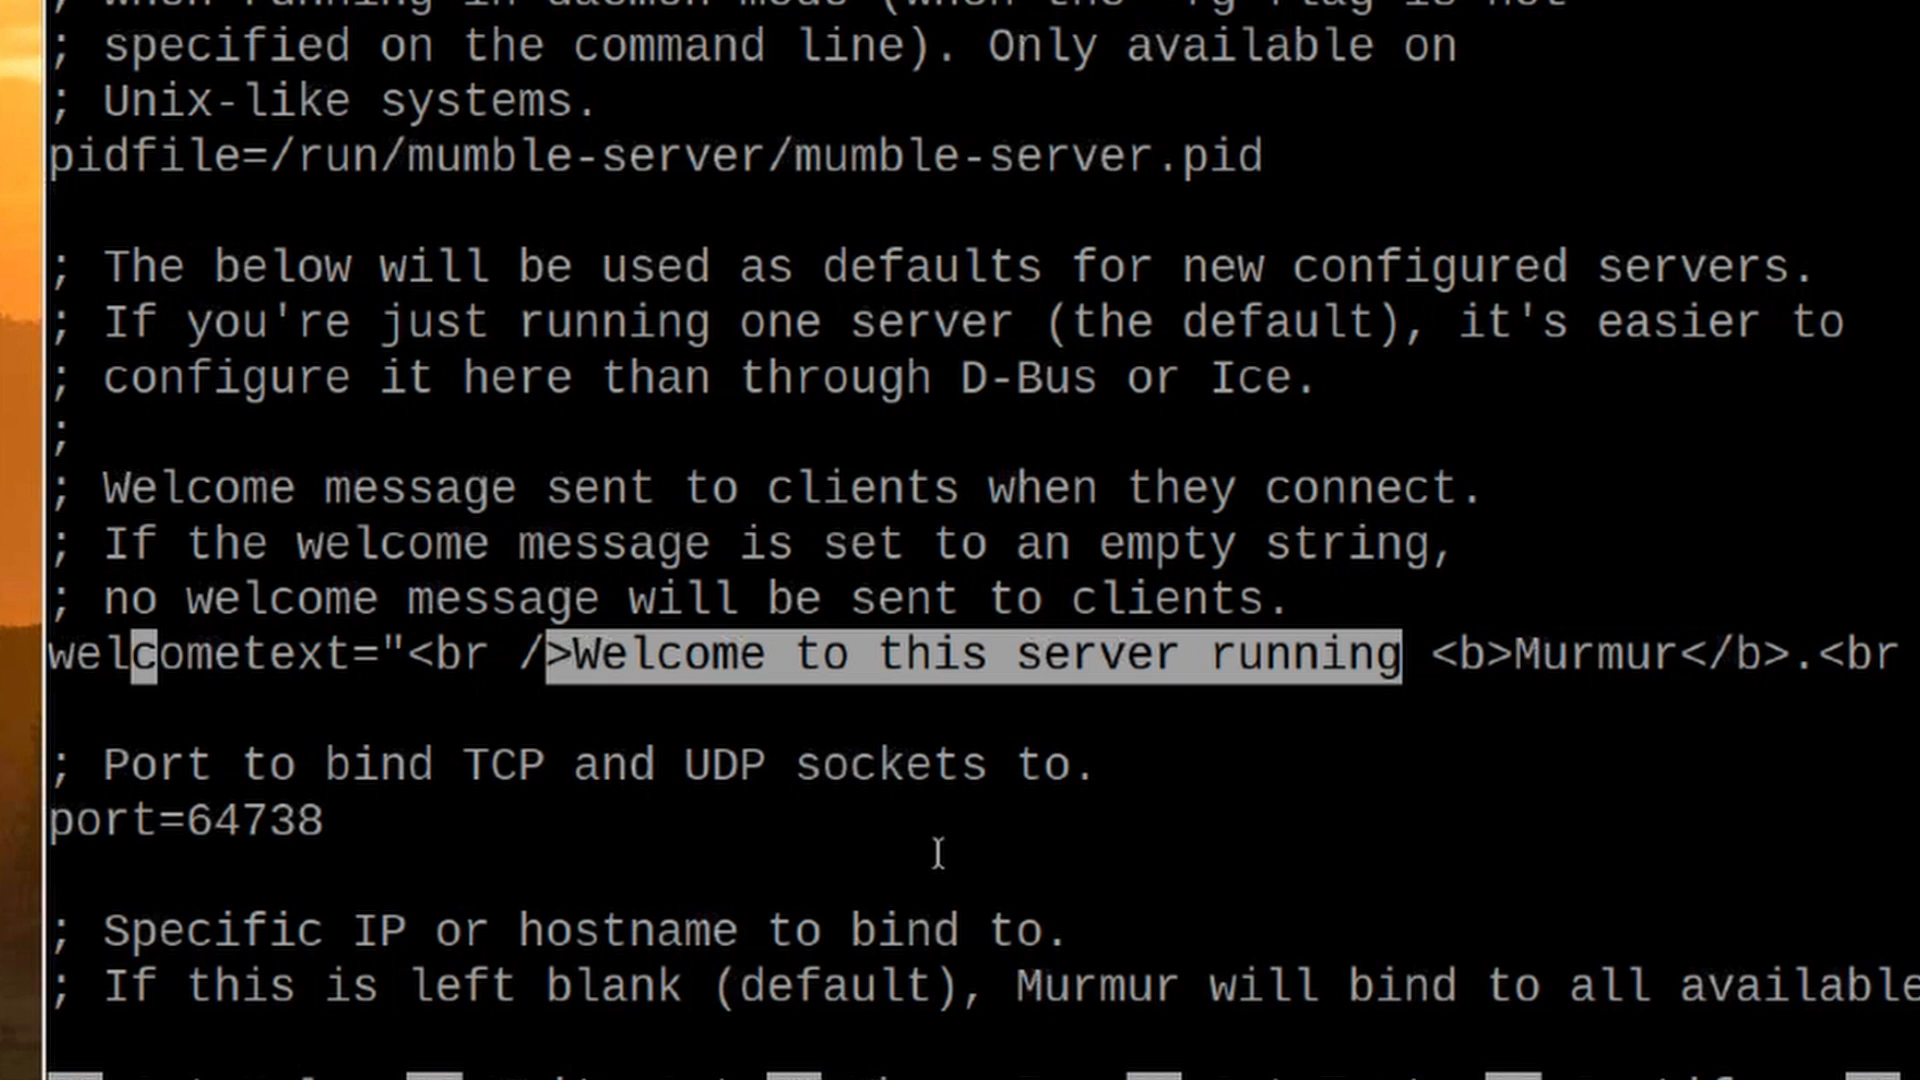 ; specified on the command line). Only available on
; Unix-like systems.
pidfile=/run/mumble-server/mumble-server.pid
; The below will be used as defaults for new configured servers.
; If you're just running one server (the default), it's easier to
; configure it here than through D-Bus or Ice.
;
; Welcome message sent to clients when they connect.
; If the welcome message is set to an empty string,
; no welcome message will be sent to clients.
welcometext="<br />Welcome to this server running <b>Murmur</b>.<br
; Port to bind TCP and UDP sockets to.
port=64738
; Specific IP or hostname to bind to.
; If this is left blank (default), Murmur will bind to all available